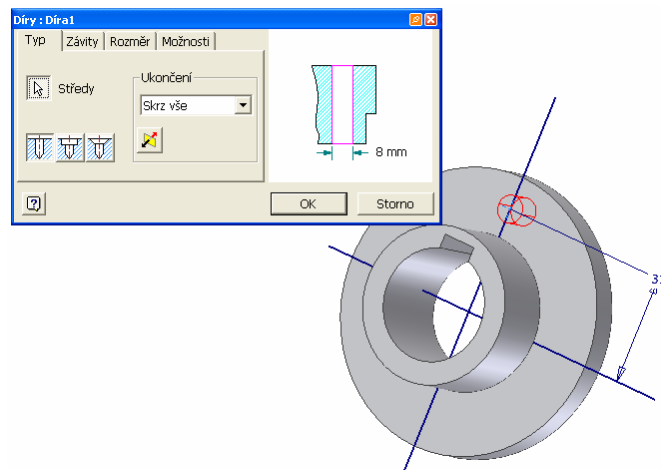 Díry : Díra1
Typ
Závity
Rozměr
Možnosti
Středy
Ukončení
Skrz vše
8 mm
OK
Storno